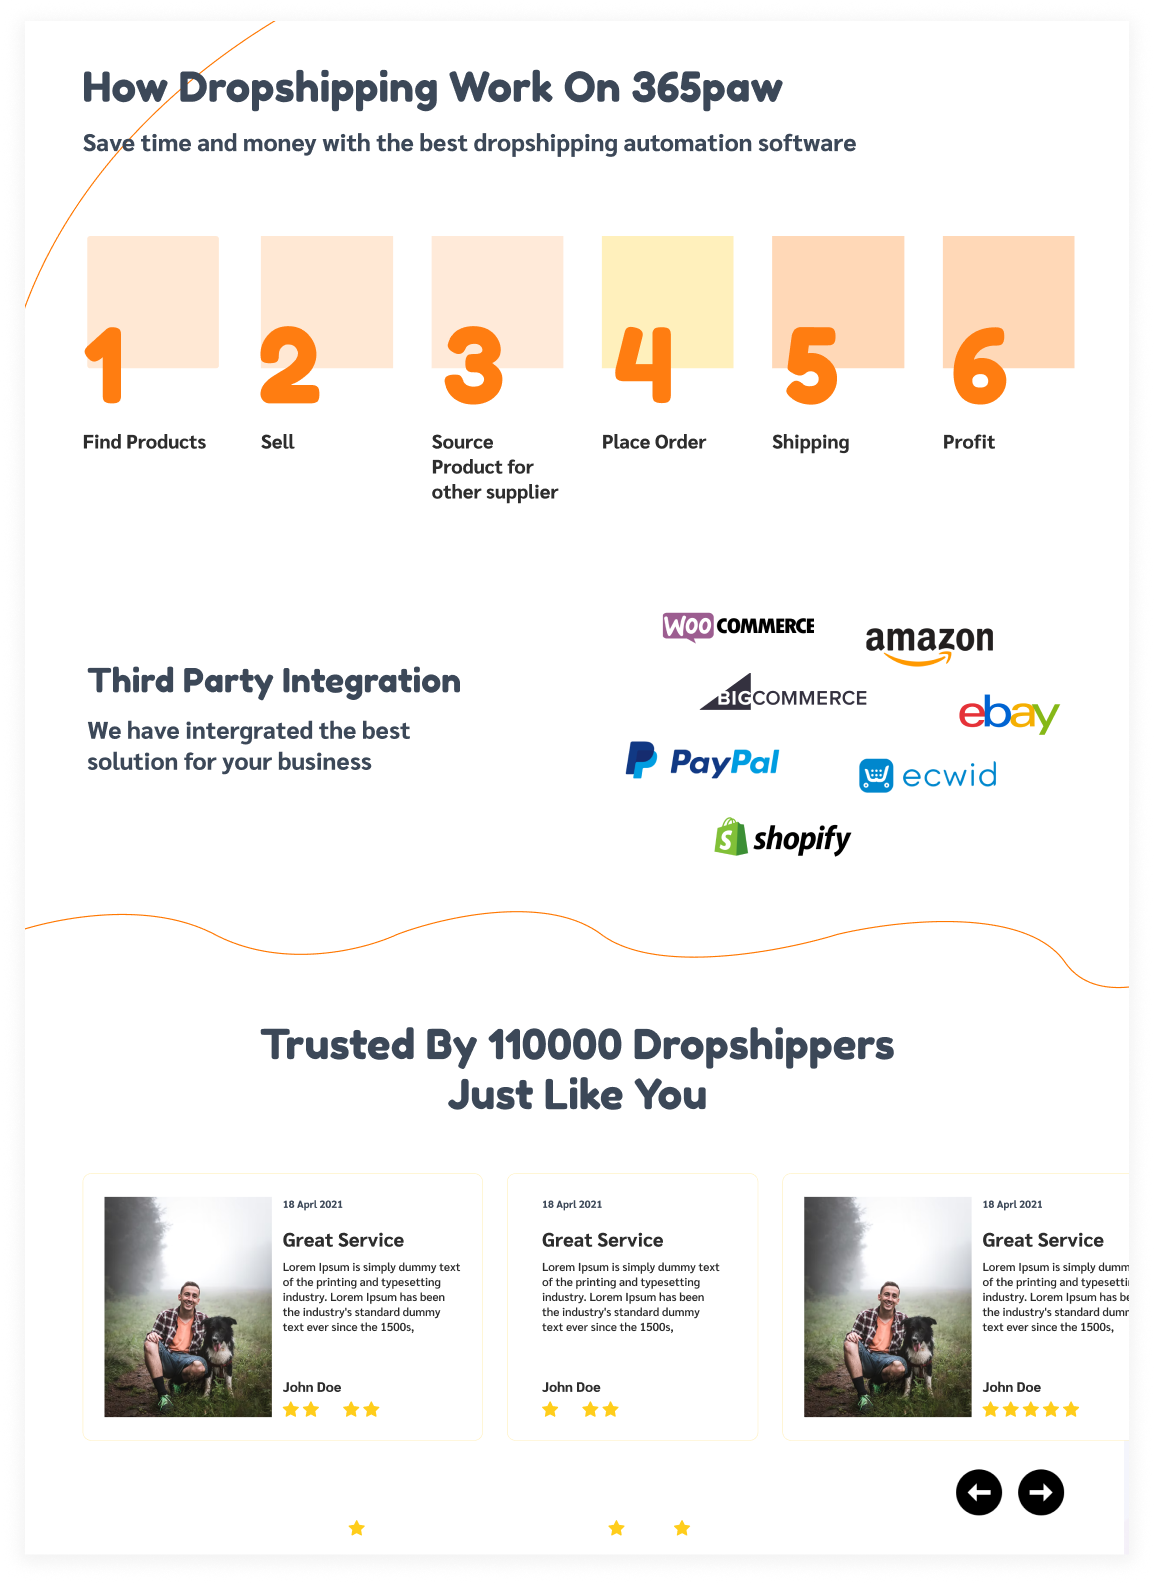 How Dropshipping Work On 365paw
Save time and money with the best dropshipping automation software
1
2
3
4
5
6
Find Products
Sell
Source
Product for
other supplier
Place Order
Shipping
Profit
Third Party Integration
We have intergrated the best
solution for your business
WOO COMMERCE
amazon
BIGCOMMERCE
ebay
PayPal
ecwid
shopify
Trusted By 110000 Dropshippers
Just Like You
18 Aprl 2021
Great Service
Lorem Ipsum is simply dummy text
of the printing and typesetting
industry. Lorem Ipsum has been
the industry's standard dummy
text ever since the 1500s,
John Doe
18 Aprl 2021
Great Service
Lorem Ipsum is simply dummy text
of the printing and typesetting
industry. Lorem Ipsum has been
the industry's standard dummy
text ever since the 1500s,
John Doe
18 Aprl 2021
Great Service
Lorem Ipsum is simply dumm
of the printing and typesetti
industry. Lorem Ipsum has be
the industry's standard dumm
text ever since the 1500s,
John Doe